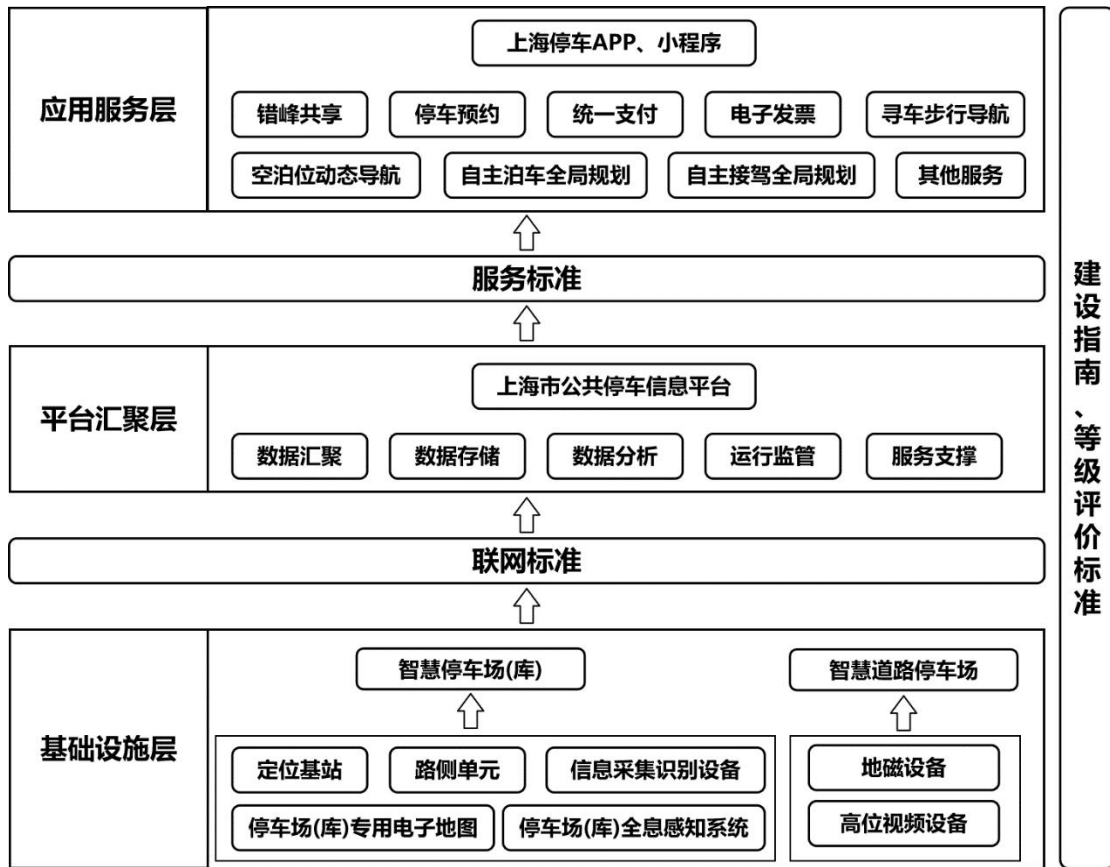 应用服务层
上海停车APP、小程序
错峰共享
停车预约
统一支付
电子发票
寻车步行导航
空泊位动态导航
自主泊车全局规划
自主接驾全局规划
其他服务
服务标准
平台汇聚层
上海市公共停车信息平台
数据汇聚
数据存储
数据分析
运行监管
服务支撑
联网标准
基础设施层
智慧停车场(库)
智慧道路停车场
定位基站
路侧单元
信息采集识别设备
停车场(库)专用电子地图
停车场(库)全息感知系统
地磁设备
高位视频设备
建设指南、等级评价标准